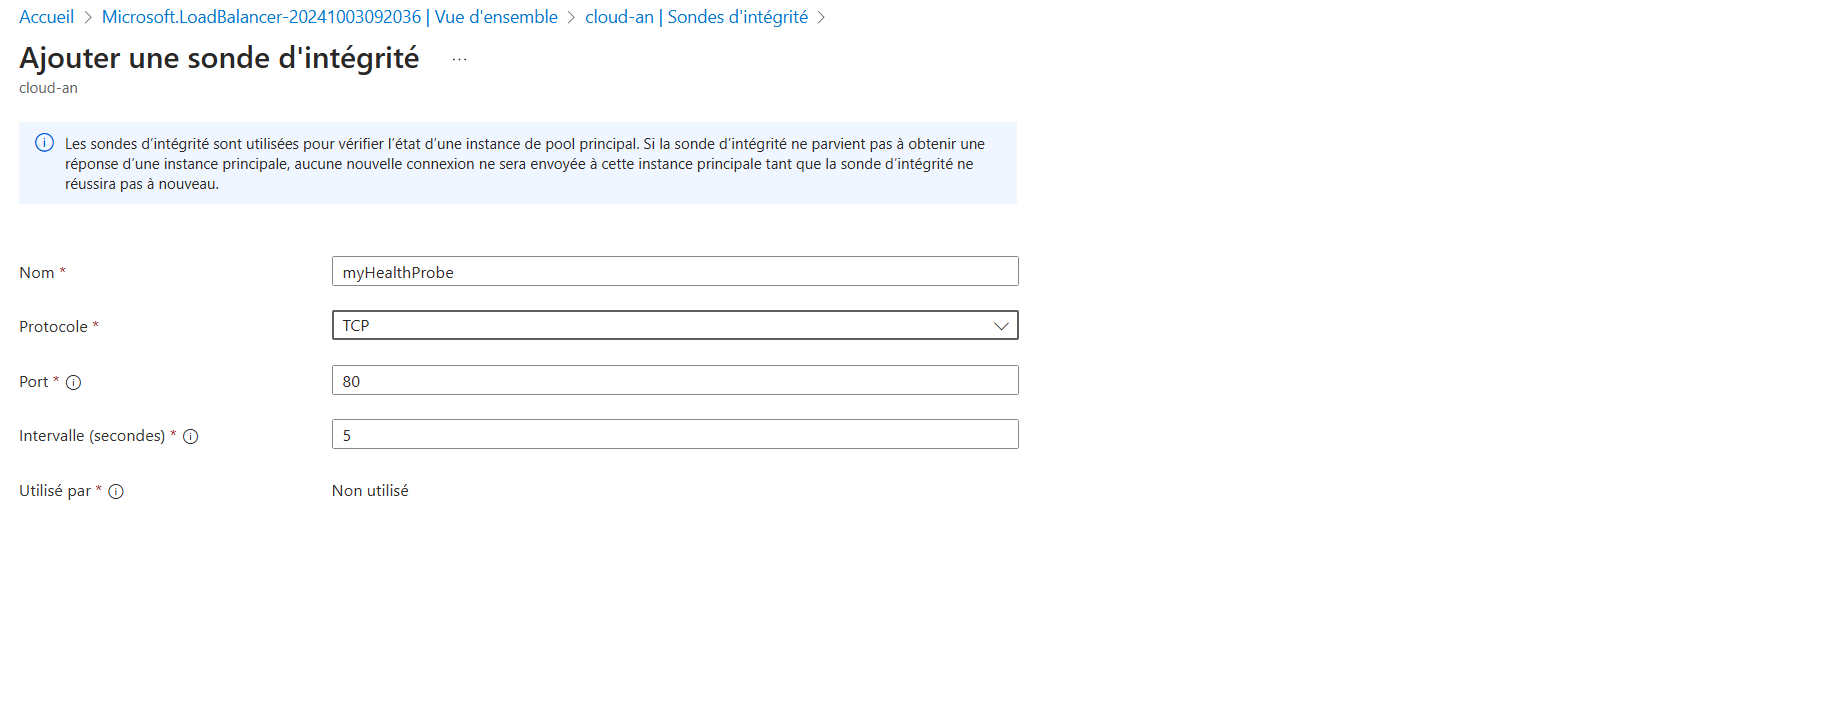 Accueil > Microsoft.LoadBalancer-20241003092036 | Vue d'ensemble > cloud-an | Sondes d'intégrité >
Ajouter une sonde d'intégrité ...
cloud-an
Les sondes d’intégrité sont utilisées pour vérifier l’état d’une instance de pool principal. Si la sonde d’intégrité ne parvient pas à obtenir une
réponse d’une instance principale, aucune nouvelle connexion ne sera envoyée à cette instance principale tant que la sonde d’intégrité ne
réussira pas à nouveau.
Nom * myHealthProbe
Protocole * TCP
Port * 80
Intervalle (secondes) * 5
Utilisé par * Non utilisé